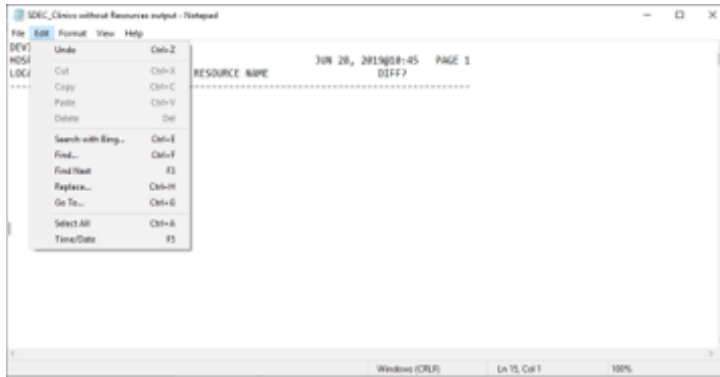 SDEC_Clinics without Resources output - Notepad
File Edit Format View Help
DEVI
HOSP JUN 28, 2019@10:45 PAGE 1
LOCA RESOURCE NAME DIFF?
--------------------------------------------------------------------------------
Undo Ctrl+Z
Cut Ctrl+X
Copy Ctrl+C
Paste Ctrl+V
Delete Del
Search with Bing... Ctrl+E
Find... Ctrl+F
Find Next F3
Replace... Ctrl+H
Go To... Ctrl+G
Select All Ctrl+A
Time/Date F5
Windows (CRLF) Ln 15, Col 1 100%